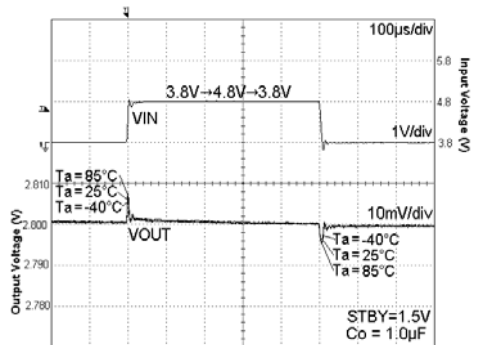 100µs/div
5.8
3.8V→4.8V→3.8V
4.8
VIN
1V/div
3.8
Input Voltage (V)
Ta=85°C
2.810
Ta=25°C
Ta=-40°C
10mV/div
2.800
VOUT
Ta=-40°C
Ta=25°C
2.790
Ta=85°C
2.780
Output Voltage (V)
STBY=1.5V
Co = 1.0µF